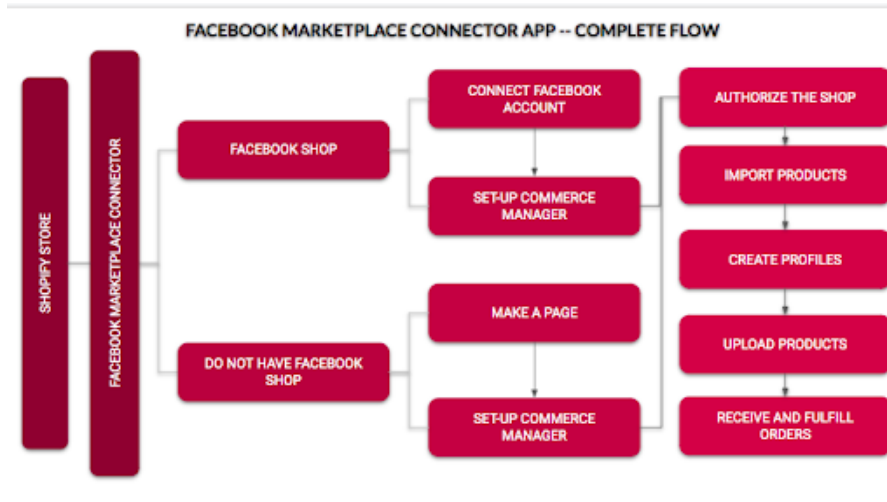 FACEBOOK MARKETPLACE CONNECTOR APP -- COMPLETE FLOW
SHOPIFY STORE
FACEBOOK MARKETPLACE CONNECTOR
FACEBOOK SHOP
CONNECT FACEBOOK
ACCOUNT
SET-UP COMMERCE
MANAGER
DO NOT HAVE FACEBOOK
SHOP
MAKE A PAGE
SET-UP COMMERCE
MANAGER
AUTHORIZE THE SHOP
IMPORT PRODUCTS
CREATE PROFILES
UPLOAD PRODUCTS
RECEIVE AND FULFILL
ORDERS